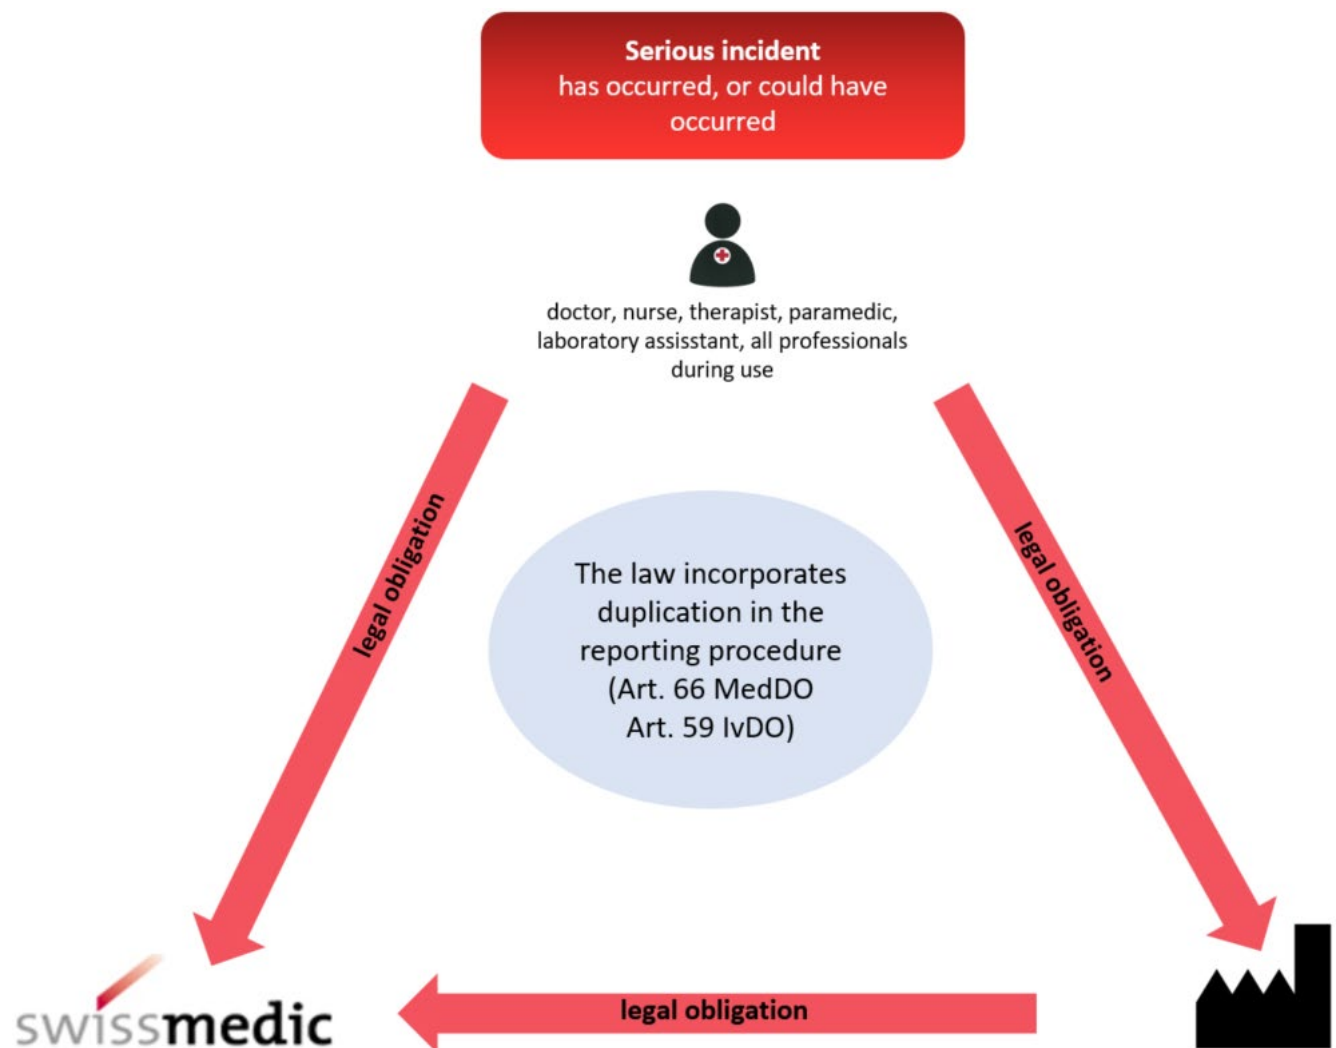 Serious incident
has occurred, or could have
occurred
doctor, nurse, therapist, paramedic,
laboratory assisstant, all professionals
during use
legal obligation
legal obligation
The law incorporates
duplication in the
reporting procedure
(Art. 66 MedDO
Art. 59 IvDO)
swissmedic
legal obligation